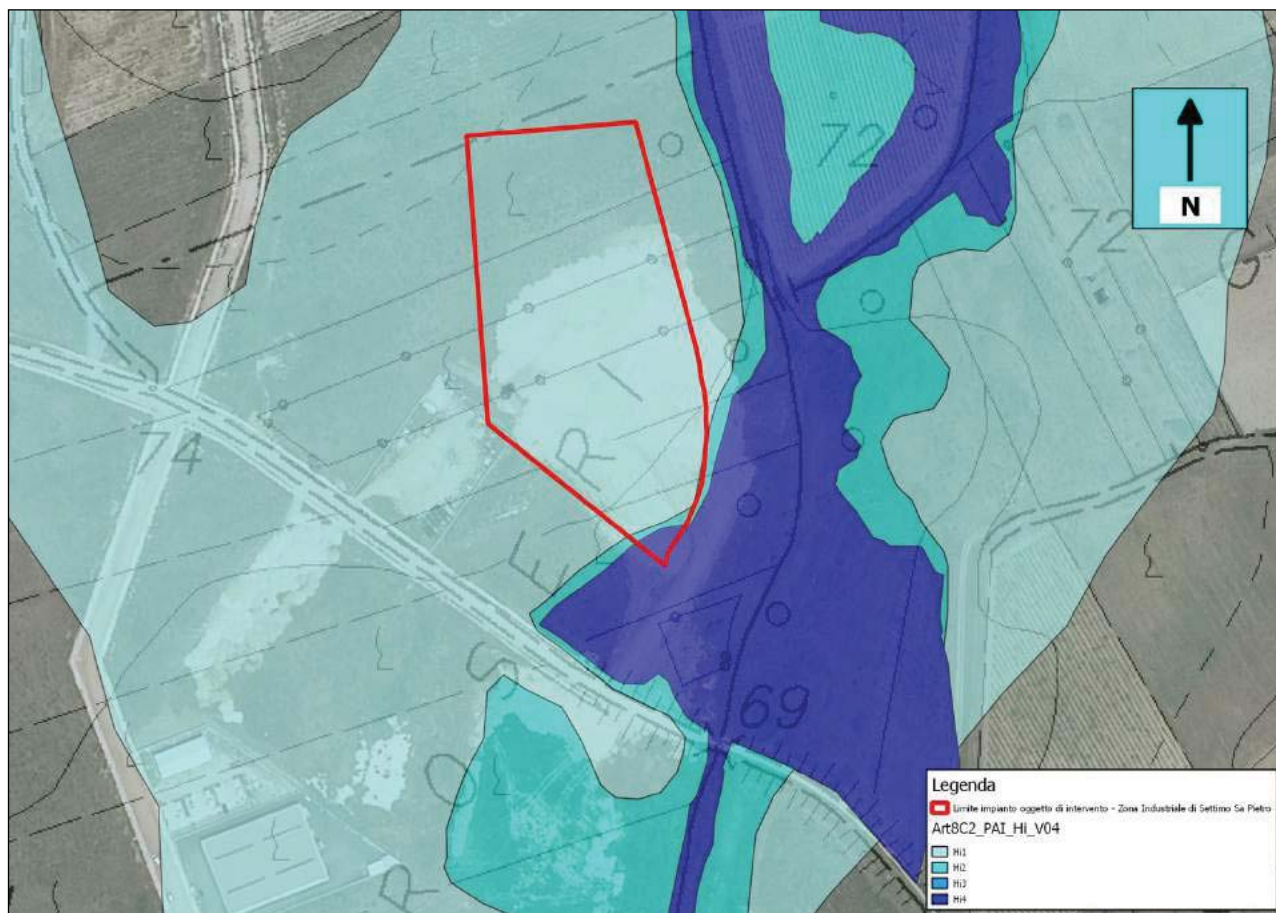 72
N
72
74
R I
E
S
69
O
R
Legenda
Limite impianto oggetto di intervento - Zona Industriale di Settimo Sa Pietro
Art8C2_PAI_Hi_V04
Hi1
Hi2
Hi3
Hi4